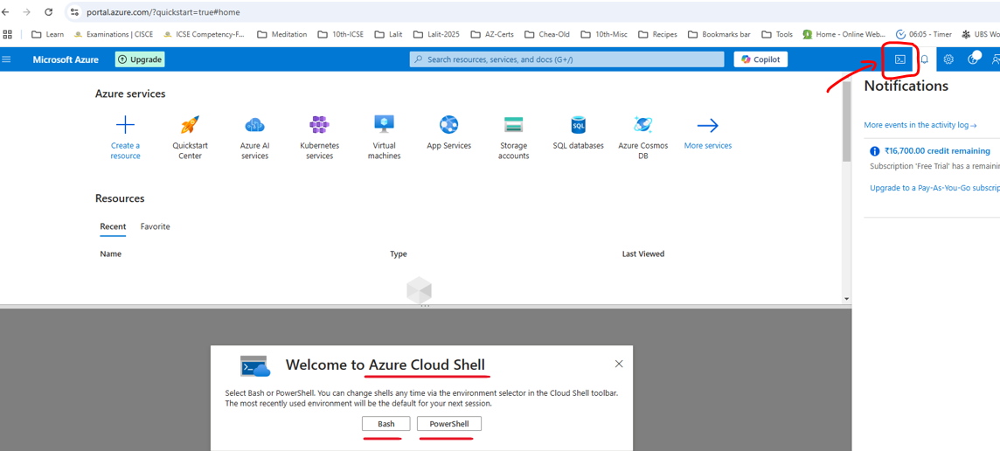 portal.azure.com/?quickstart=true#home
Learn Examinations | CISCE ICSE Competency-F... Meditation 10th-ICSE Lalit Lalit-2025 AZ-Certs Chea-Old 10th-Misc Recipes Bookmarks bar Tools Home - Online Web... 06:05 - Timer UBS Wo
Microsoft Azure Upgrade Search resources, services, and docs (G+/) Copilot
Notifications
More events in the activity log →
₹16,700.00 credit remaining
Subscription 'Free Trial' has a remainin
Upgrade to a Pay-As-You-Go subscrip
Azure services
Create a resource
Quickstart Center
Azure AI services
Kubernetes services
Virtual machines
App Services
Storage accounts
SQL
SQL databases
Azure Cosmos DB
More services
Resources
Recent Favorite
Name Type Last Viewed
Welcome to Azure Cloud Shell
Select Bash or PowerShell. You can change shells any time via the environment selector in the Cloud Shell toolbar.
The most recently used environment will be the default for your next session.
Bash PowerShell